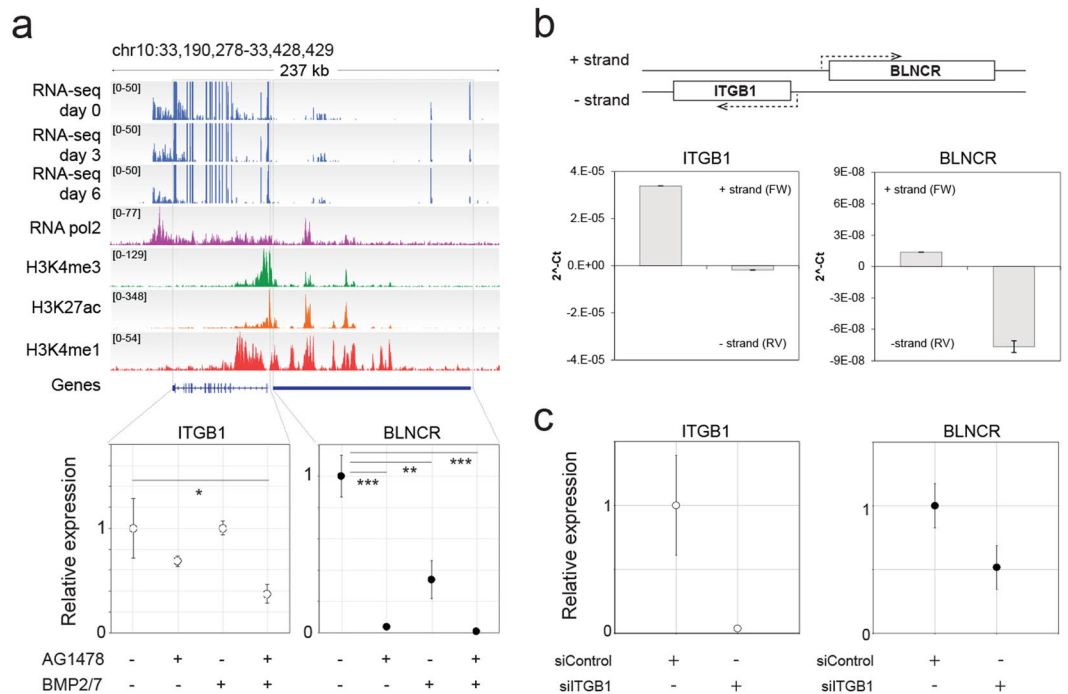 a
chr10:33,190,278-33,428,429
237 kb
RNA-seq
day 0
[0-50]
RNA-seq
day 3
[0-50]
RNA-seq
day 6
[0-50]
RNA pol2
[0-77]
H3K4me3
[0-129]
H3K27ac
[0-348]
H3K4me1
[0-54]
Genes
ITGB1
BLNCR
Relative expression
1
0
*
1
0
***
**
***
AG1478 - + - + - + - +
BMP2/7 - - + + - - + +
b
+ strand
BLNCR
ITGB1
- strand
ITGB1
2^-Ct
4.E-05
2.E-05
0.E+00
-2.E-05
-4.E-05
+ strand (FW)
- strand (RV)
BLNCR
2^-Ct
9E-08
6E-08
3E-08
0
-3E-08
-6E-08
-9E-08
+ strand (FW)
-strand (RV)
c
ITGB1
BLNCR
Relative expression
1
0
1
0
siControl + -
siITGB1 - +
siControl + -
siITGB1 - +